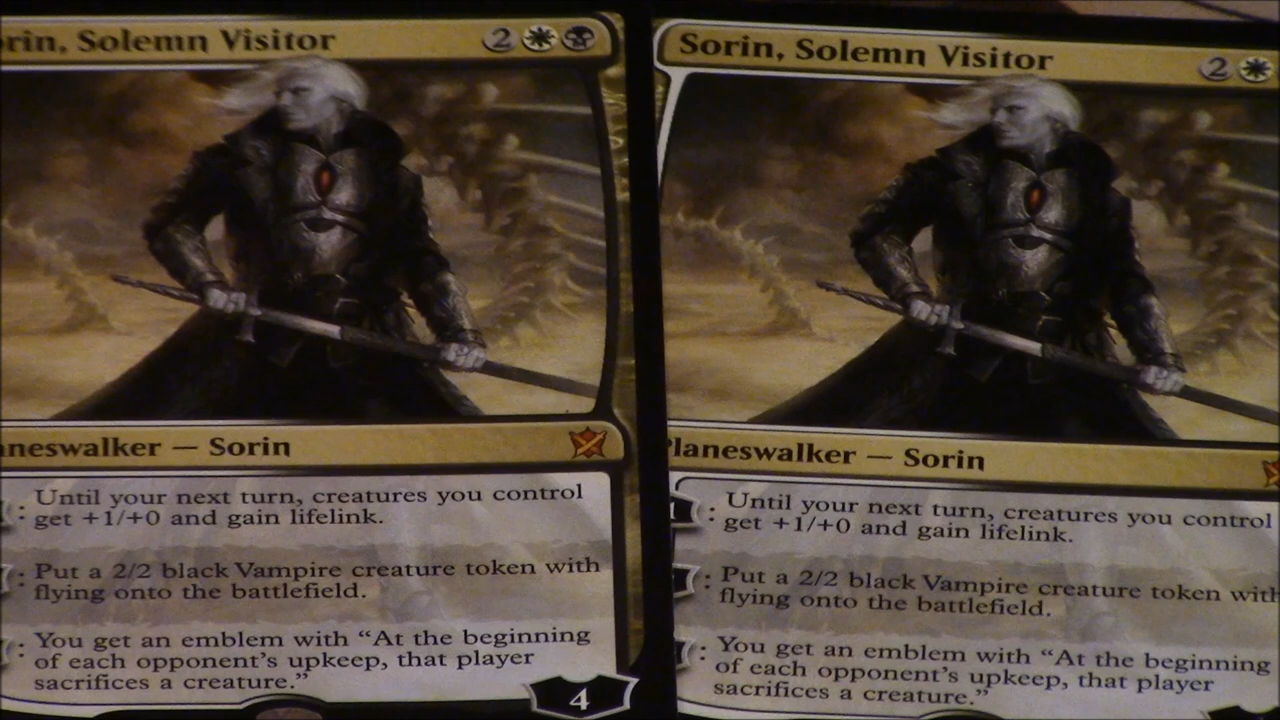 rin, Solemn Visitor 2
laneswalker — Sorin
: Until your next turn, creatures you control
get +1/+0 and gain lifelink.
: Put a 2/2 black Vampire creature token with
flying onto the battlefield.
: You get an emblem with “At the beginning
of each opponent's upkeep, that player
sacrifices a creature.”
4
Sorin, Solemn Visitor 2
Planeswalker — Sorin
: Until your next turn, creatures you control
get +1/+0 and gain lifelink.
: Put a 2/2 black Vampire creature token with
flying onto the battlefield.
: You get an emblem with “At the beginning
of each opponent's upkeep, that player
sacrifices a creature.”